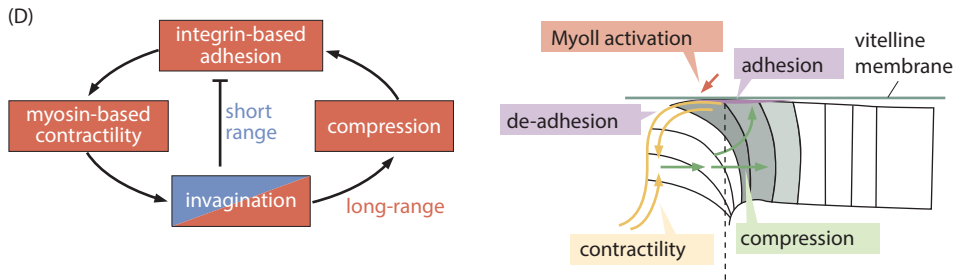 (D)
integrin-based
adhesion
myosin-based
contractility
short
range
compression
invagination
long-range
MyoII activation
adhesion
vitelline
membrane
de-adhesion
contractility
compression